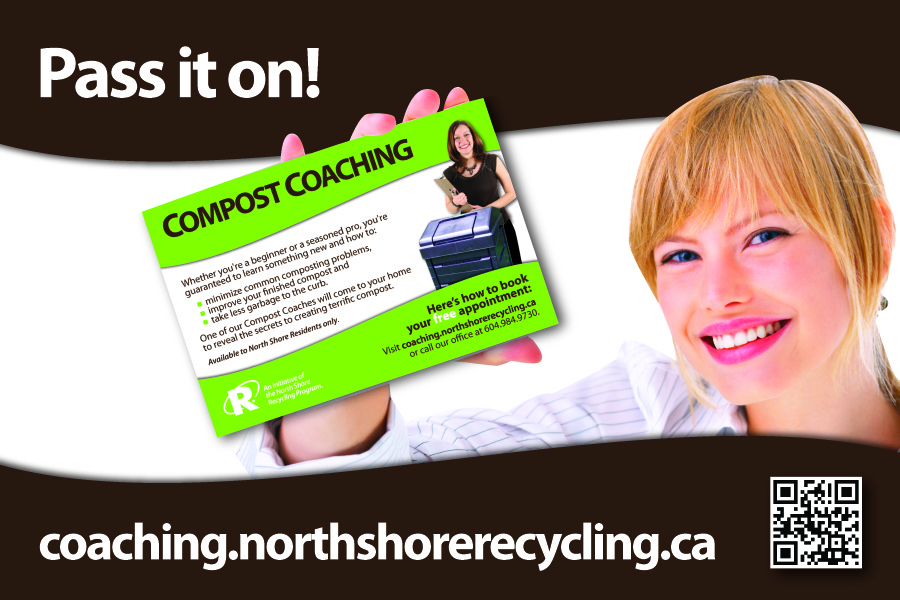 Pass it on!
COMPOST COACHING
Whether you're a beginner or a seasoned pro, you're
guaranteed to learn something new and how to:
minimize common composting problems,
improve your finished compost and
take less garbage to the curb.
One of our Compost Coaches will come to your home
to reveal the secrets to creating terrific compost.
Available to North Shore Residents only.
Here's how to book
your free appointment:
Visit coaching.northshorerecycling.ca
or call our office at 604.984.9730.
R
An initiative of
the North Shore
Recycling Program.
coaching.northshorerecycling.ca